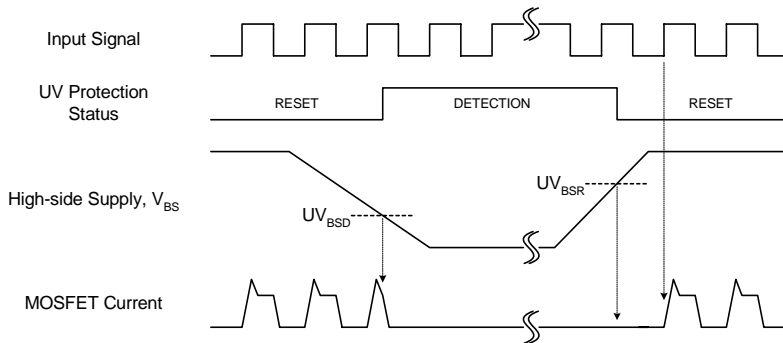 Input Signal
UV Protection
Status
RESET
DETECTION
RESET
High-side Supply, V_BS
UV_BSD
UV_BSR
MOSFET Current